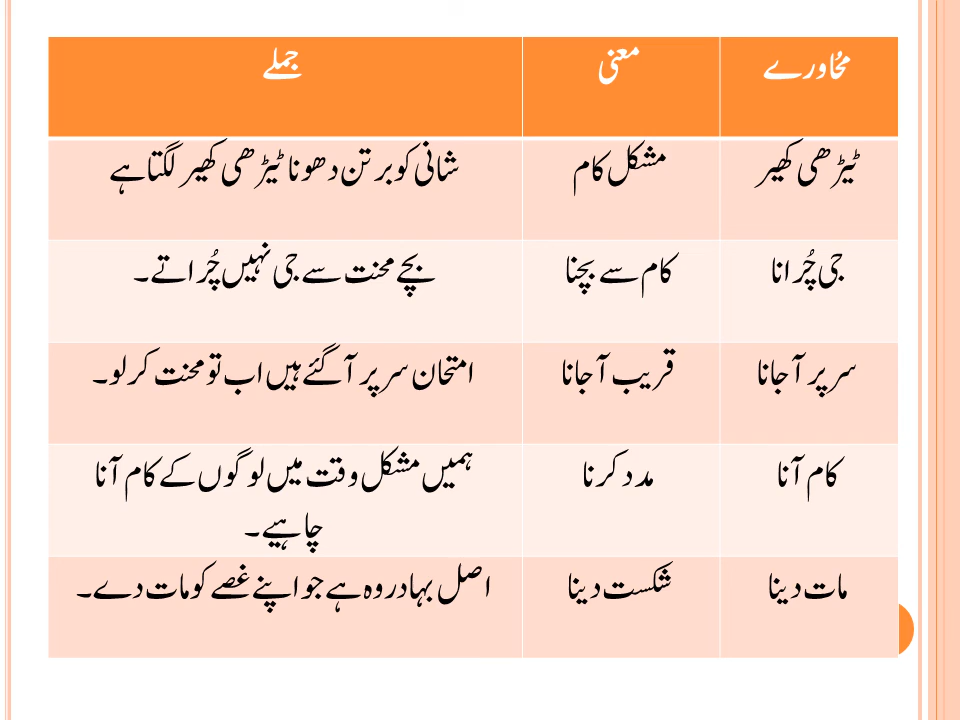 محُاورے	معنی	جملے
ٹیڑھی کھیر	مشکل کام	شانی کو برتن دھونا ٹیڑھی کھیر لگتا ہے
جی چُرانا	کام سے بچنا	بچے محنت سے جی نہیں چُراتے۔
سر پر آ جانا	قریب آجانا	امتحان سر پر آ گئے ہیں اب تو محنت کر لو۔
کام آنا	مدد کرنا	ہمیں مشکل وقت میں لوگوں کے کام آنا
چاہیے۔
مات دینا	شکست دینا	اصل بہادر وہ ہے جو اپنے غصے کو مات دے۔